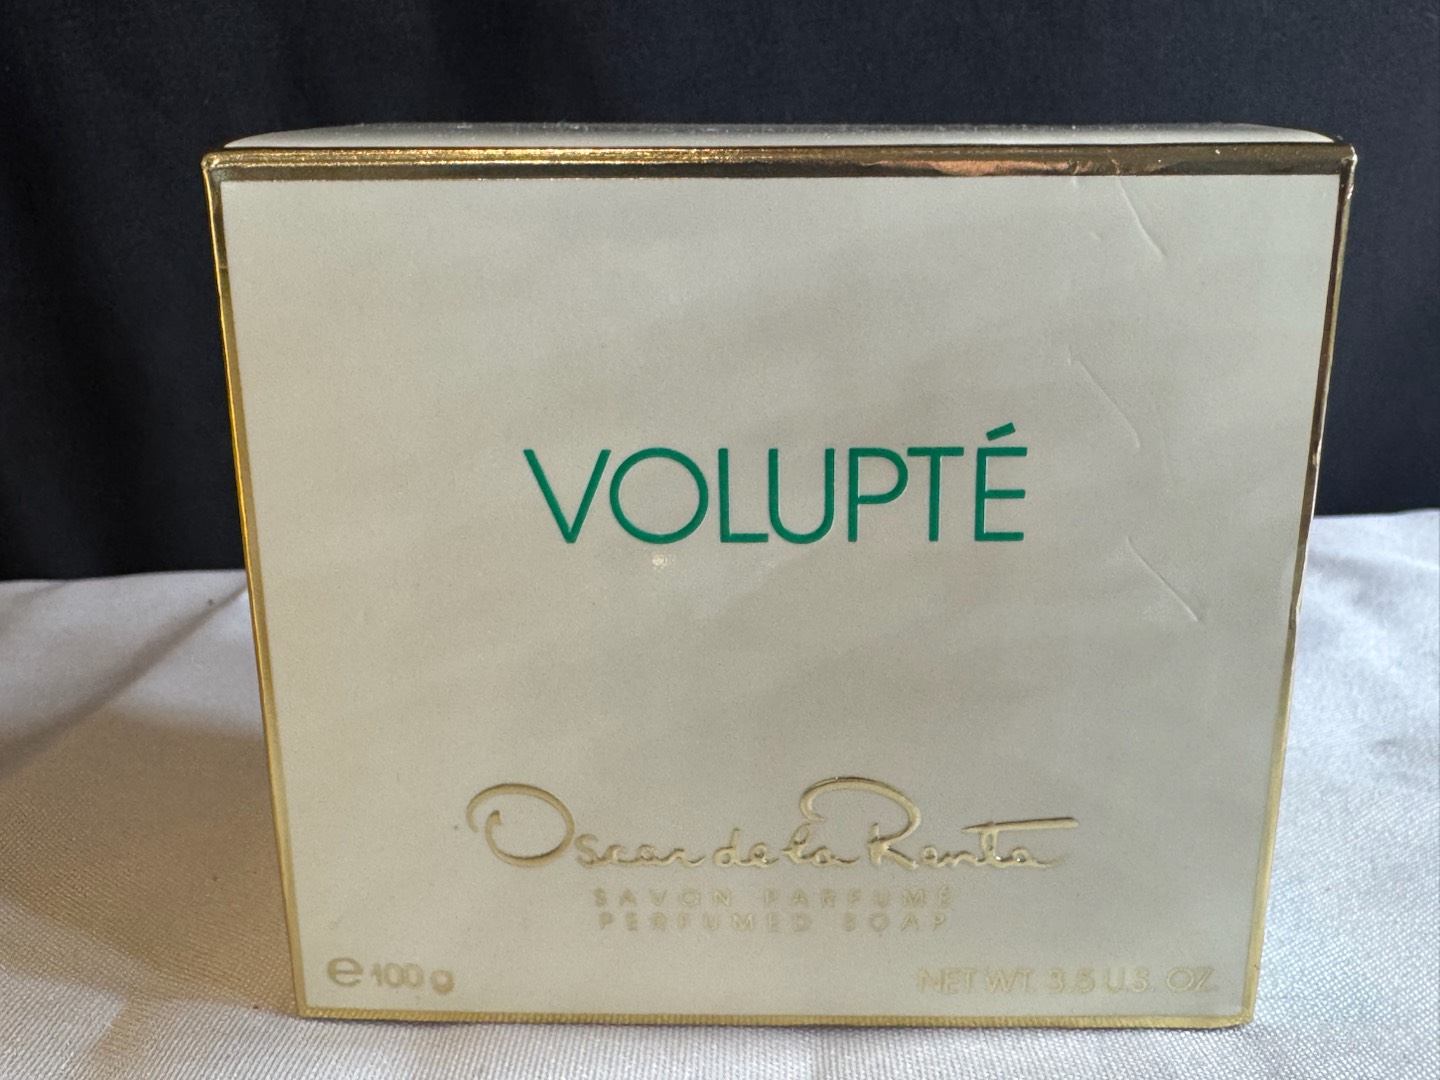 VOLUPTÉ
Oscar de la Renta
SAVON PARFUMÉ
PERFUMED SOAP
℮ 100 g
NET WT. 3.5 U.S. OZ.